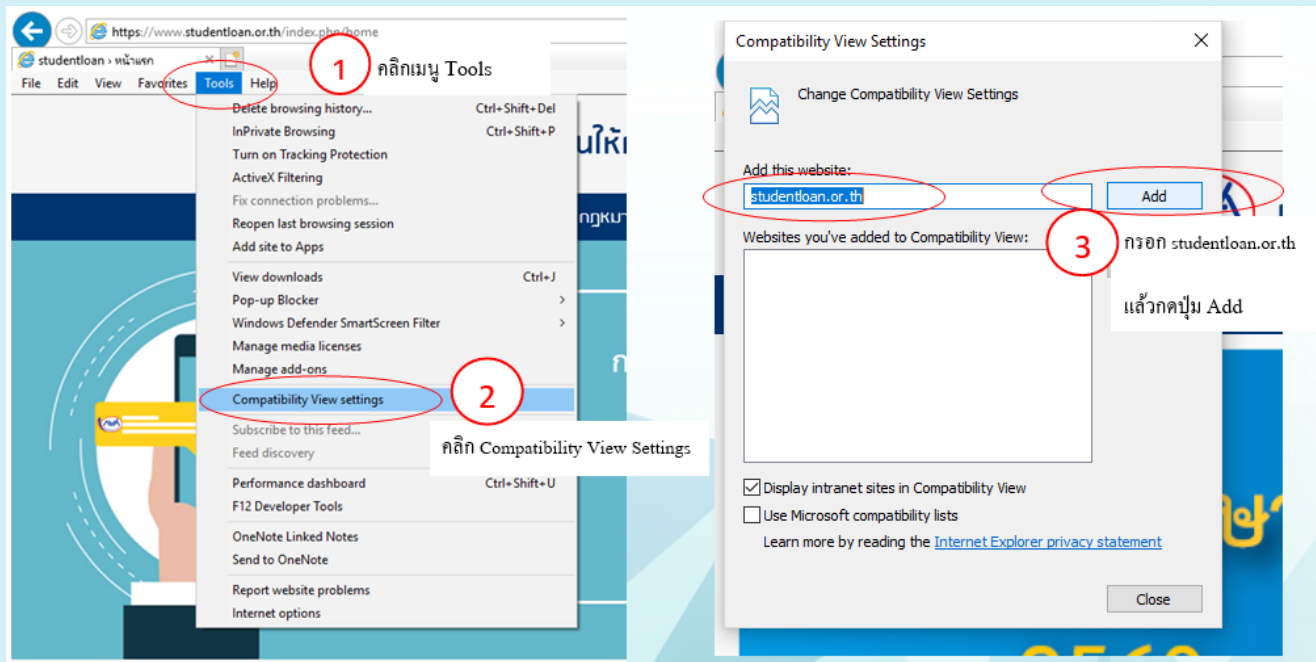 https://www.studentloan.or.th/index.php/home
studentloan › หน้าแรก
File Edit View Favorites Tools Help
1
คลิกเมนู Tools
Delete browsing history... Ctrl+Shift+Del
InPrivate Browsing Ctrl+Shift+P
Turn on Tracking Protection
ActiveX Filtering
Fix connection problems...
Reopen last browsing session
Add site to Apps
View downloads Ctrl+J
Pop-up Blocker
Windows Defender SmartScreen Filter
Manage media licenses
Manage add-ons
Compatibility View settings
2
คลิก Compatibility View Settings
Subscribe to this feed...
Feed discovery
Performance dashboard Ctrl+Shift+U
F12 Developer Tools
OneNote Linked Notes
Send to OneNote
Report website problems
Internet options
Compatibility View Settings
Change Compatibility View Settings
Add this website:
studentloan.or.th Add
Websites you've added to Compatibility View:
3
กรอก studentloan.or.th
แล้วกดปุ่ม Add
Display intranet sites in Compatibility View
Use Microsoft compatibility lists
Learn more by reading the Internet Explorer privacy statement
Close